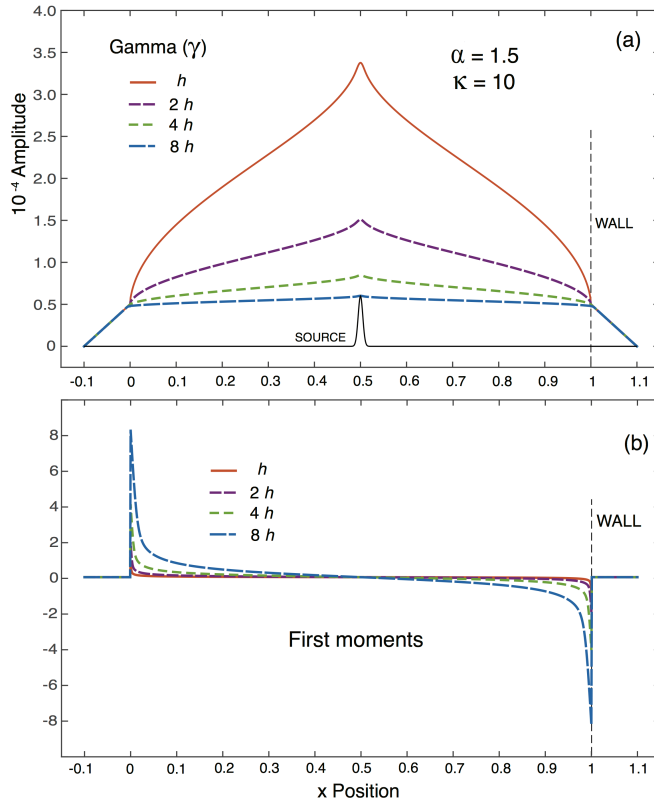 (a)
Gamma (γ)
h
2 h
4 h
8 h
α = 1.5
κ = 10
10⁻⁴ Amplitude
4.0
3.5
3.0
2.5
2.0
1.5
1.0
0.5
0
WALL
SOURCE
-0.1 0 0.1 0.2 0.3 0.4 0.5 0.6 0.7 0.8 0.9 1 1.1
(b)
h
2 h
4 h
8 h
8
6
4
2
0
-2
-4
-6
-8
WALL
First moments
-0.1 0 0.1 0.2 0.3 0.4 0.5 0.6 0.7 0.8 0.9 1 1.1
x Position